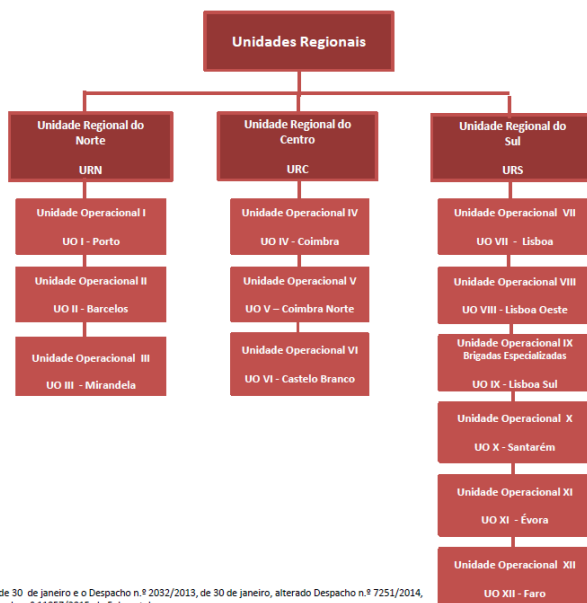 Unidades Regionais
Unidade Regional do
Norte
URN
Unidade Operacional I
UO I - Porto
Unidade Operacional II
UO II - Barcelos
Unidade Operacional III
UO III - Mirandela
Unidade Regional do
Centro
URC
Unidade Operacional IV
UO IV - Coimbra
Unidade Operacional V
UO V – Coimbra Norte
Unidade Operacional VI
UO VI - Castelo Branco
Unidade Regional do
Sul
URS
Unidade Operacional VII
UO VII - Lisboa
Unidade Operacional VIII
UO VIII - Lisboa Oeste
Unidade Operacional IX
Brigadas Especializadas
UO IX - Lisboa Sul
Unidade Operacional X
UO X - Santarém
Unidade Operacional XI
UO XI - Évora
Unidade Operacional XII
UO XII - Faro
de 30 de janeiro e o Despacho n.º 2032/2013, de 30 de janeiro, alterado Despacho n.º 7251/2014,